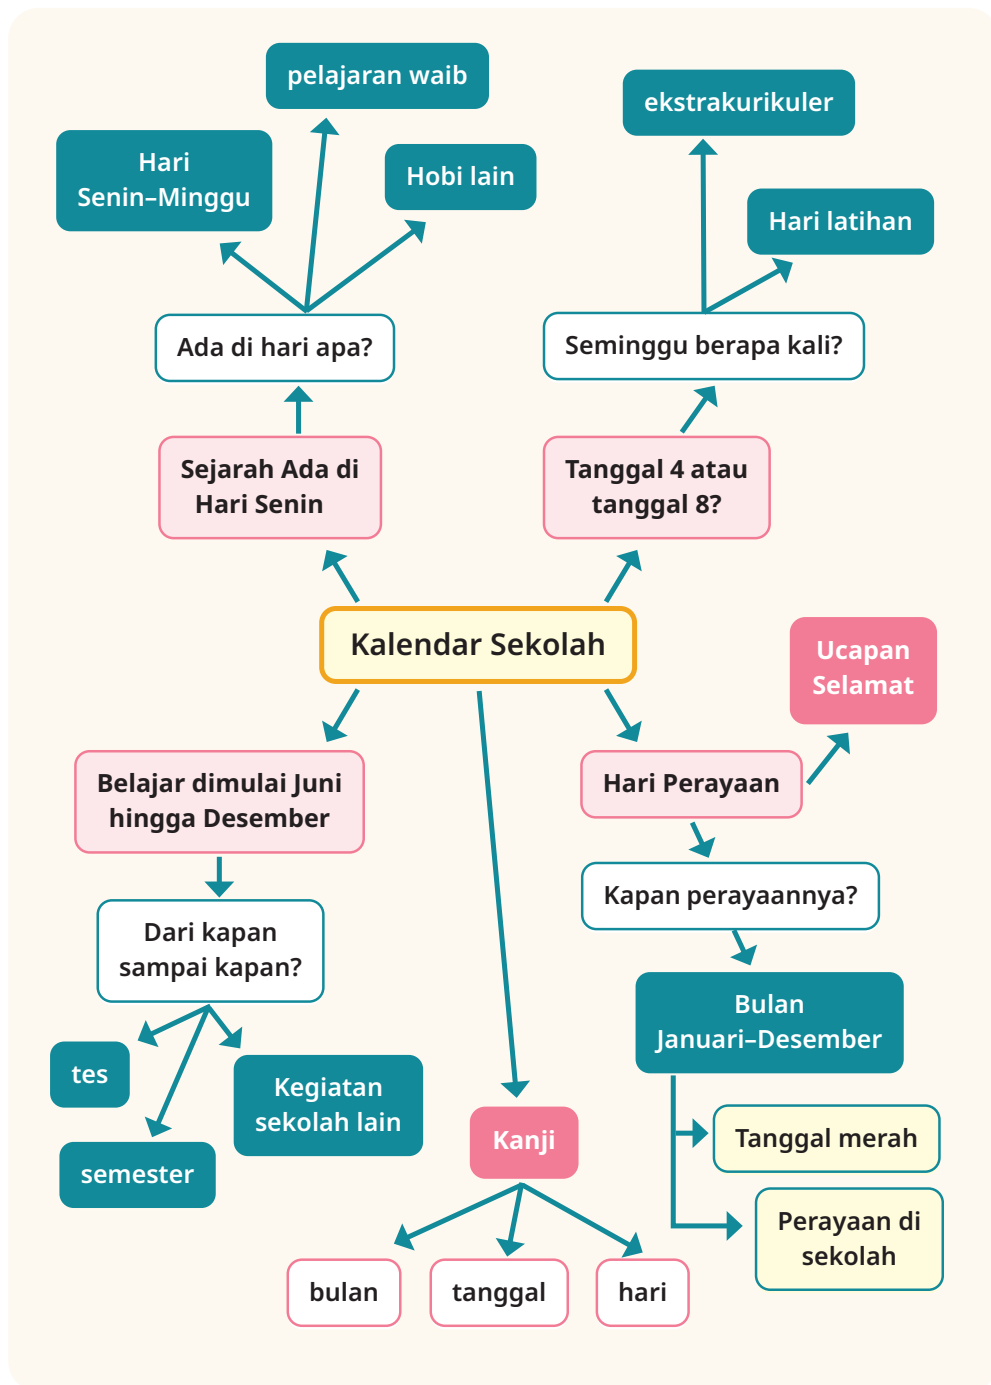 pelajaran waib
ekstrakurikuler
Hari
Senin–Minggu
Hobi lain
Hari latihan
Ada di hari apa?
Seminggu berapa kali?
Sejarah Ada di
Hari Senin
Tanggal 4 atau
tanggal 8?
Kalendar Sekolah
Ucapan
Selamat
Belajar dimulai Juni
hingga Desember
Hari Perayaan
Dari kapan
sampai kapan?
Kapan perayaannya?
Bulan
Januari–Desember
tes
Kegiatan
sekolah lain
semester
Kanji
Tanggal merah
Perayaan di
sekolah
bulan
tanggal
hari